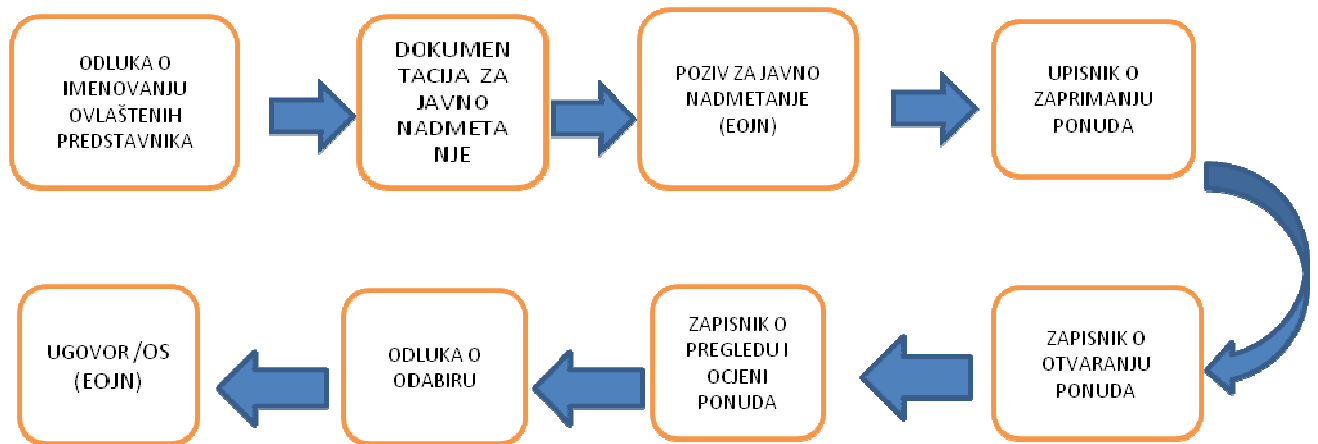 ODLUKA O
IMENOVANJU
OVLAŠTENIH
PREDSTAVNIKA
DOKUMEN
TACIJA ZA
JAVNO
NADMETA
NJE
POZIV ZA JAVNO
NADMETANJE
(EOJN)
UPISNIK O
ZAPRIMANJU
PONUDA
ZAPISNIK O
OTVARANJU
PONUDA
ZAPISNIK O
PREGLEDU I
OCJENI
PONUDA
ODLUKA O
ODABIRU
UGOVOR /OS
(EOJN)